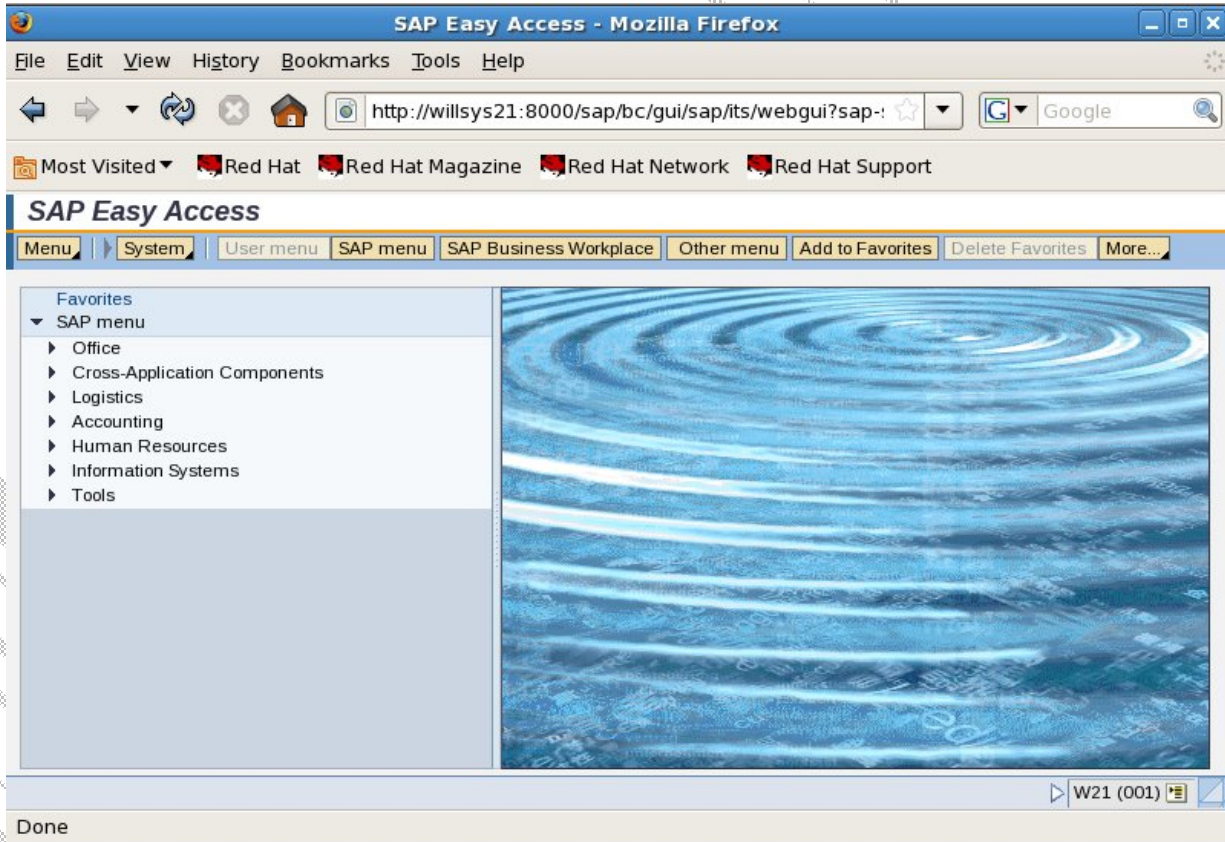 SAP Easy Access - Mozilla Firefox
File Edit View History Bookmarks Tools Help
http://willsys21:8000/sap/bc/gui/sap/its/webgui?sap- G Google
Most Visited Red Hat Red Hat Magazine Red Hat Network Red Hat Support
SAP Easy Access
Menu System User menu SAP menu SAP Business Workplace Other menu Add to Favorites Delete Favorites More...
Favorites
SAP menu
Office
Cross-Application Components
Logistics
Accounting
Human Resources
Information Systems
Tools
W21 (001)
Done